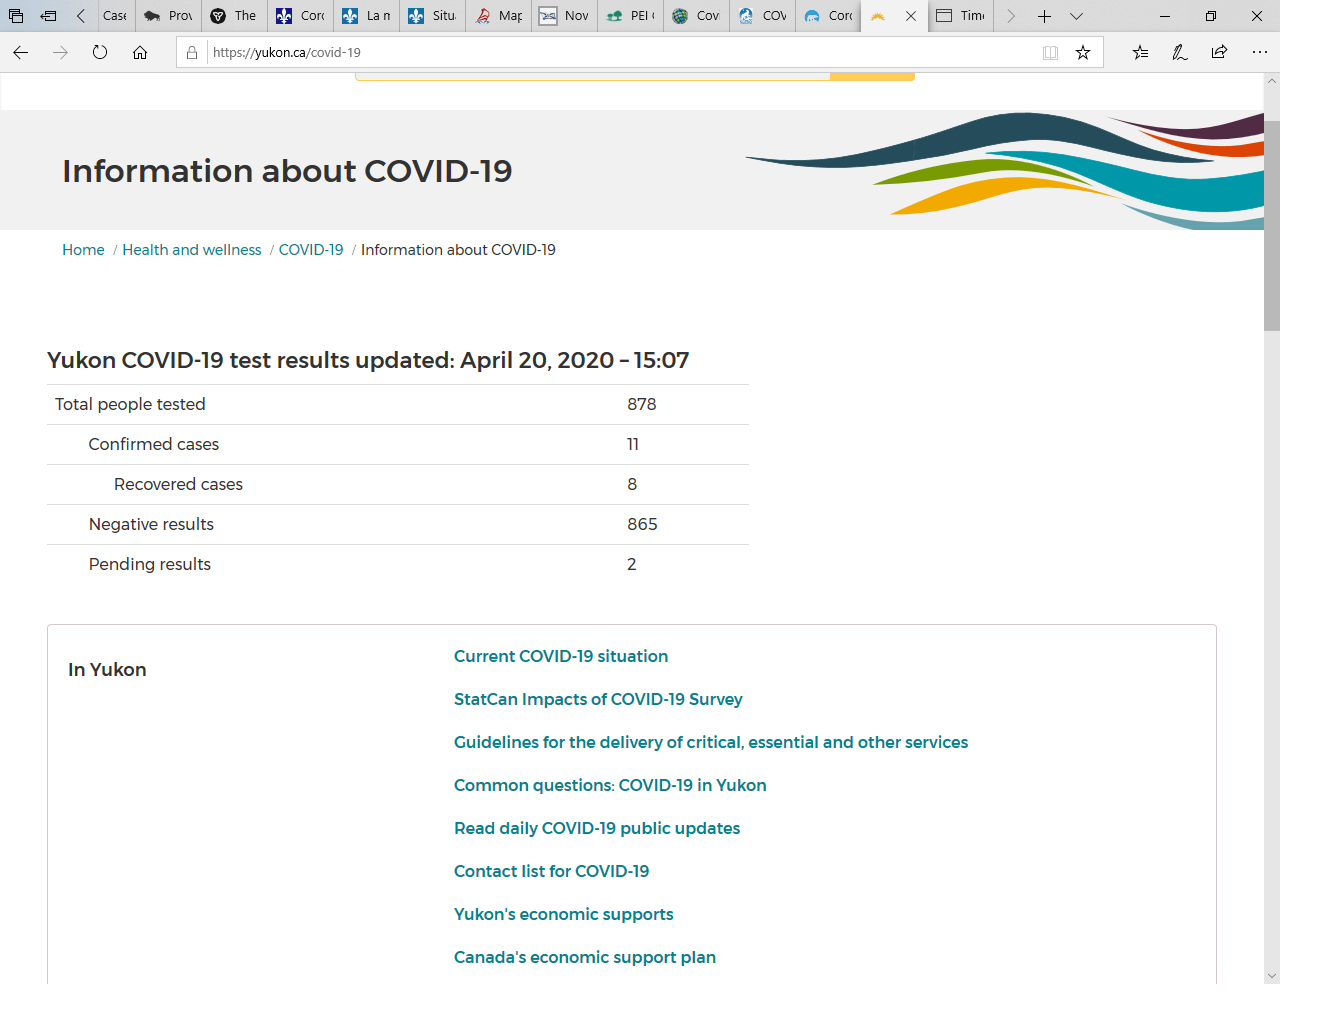 Case
Prov
The
Corc
La m
Situ
Map
Nov
PEI
Covi
COV
Corc
Time
https://yukon.ca/covid-19
Information about COVID-19
Home / Health and wellness / COVID-19 / Information about COVID-19
Yukon COVID-19 test results updated: April 20, 2020 – 15:07
Total people tested 878
Confirmed cases 11
Recovered cases 8
Negative results 865
Pending results 2
In Yukon
Current COVID-19 situation
StatCan Impacts of COVID-19 Survey
Guidelines for the delivery of critical, essential and other services
Common questions: COVID-19 in Yukon
Read daily COVID-19 public updates
Contact list for COVID-19
Yukon's economic supports
Canada's economic support plan